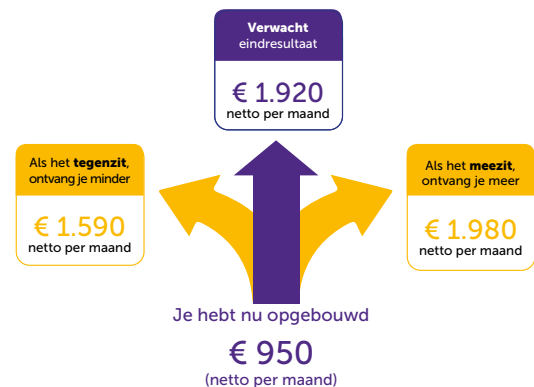 Verwacht
eindresultaat
€ 1.920
netto per maand
Als het tegenzit,
ontvang je minder
€ 1.590
netto per maand
Als het meezit,
ontvang je meer
€ 1.980
netto per maand
Je hebt nu opgebouwd
€ 950
(netto per maand)